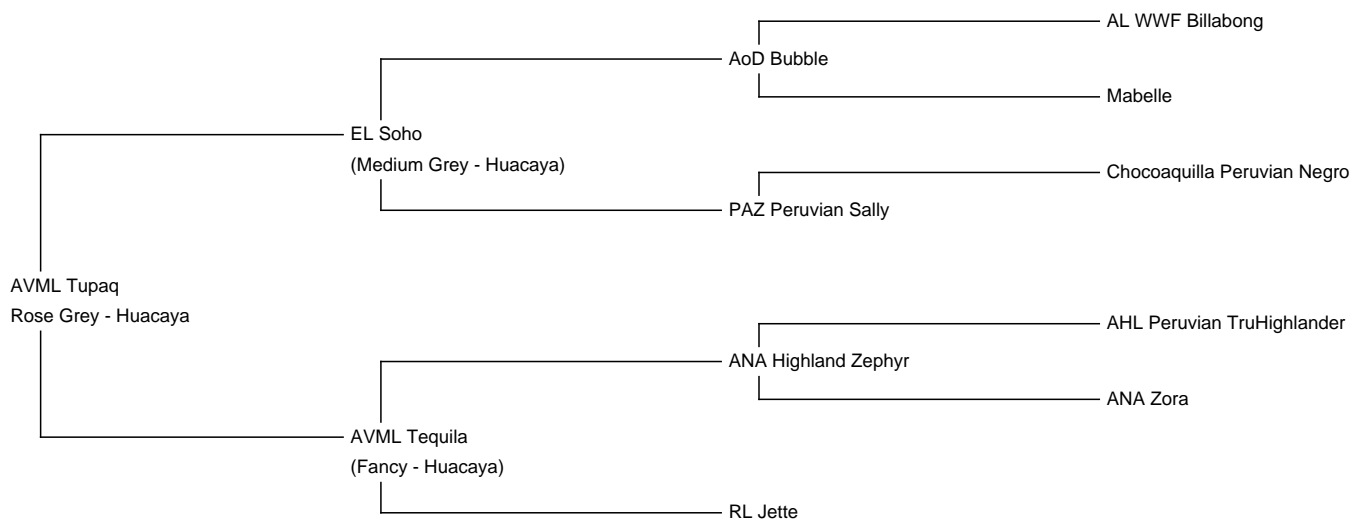 AL WWF Billabong
AoD Bubble
Mabelle
EL Soho
(Medium Grey - Huacaya)
Chocoaquilla Peruvian Negro
PAZ Peruvian Sally
AVML Tupaq
Rose Grey - Huacaya
AHL Peruvian TruHighlander
ANA Highland Zephyr
ANA Zora
AVML Tequila
(Fancy - Huacaya)
RL Jette